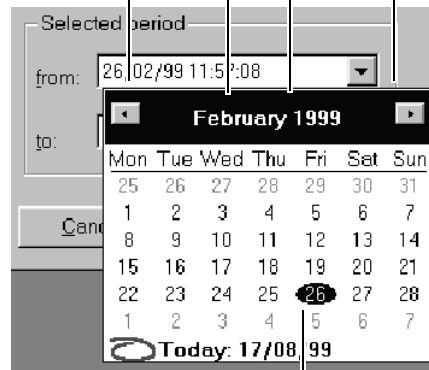 Selected period
from: 26/02/99 11:57:08
February 1999
to:
Mon Tue Wed Thu Fri Sat Sun
25 26 27 28 29 30 31
1 2 3 4 5 6 7
8 9 10 11 12 13 14
15 16 17 18 19 20 21
22 23 24 25 26 27 28
1 2 3 4 5 6 7
Today: 17/08/99